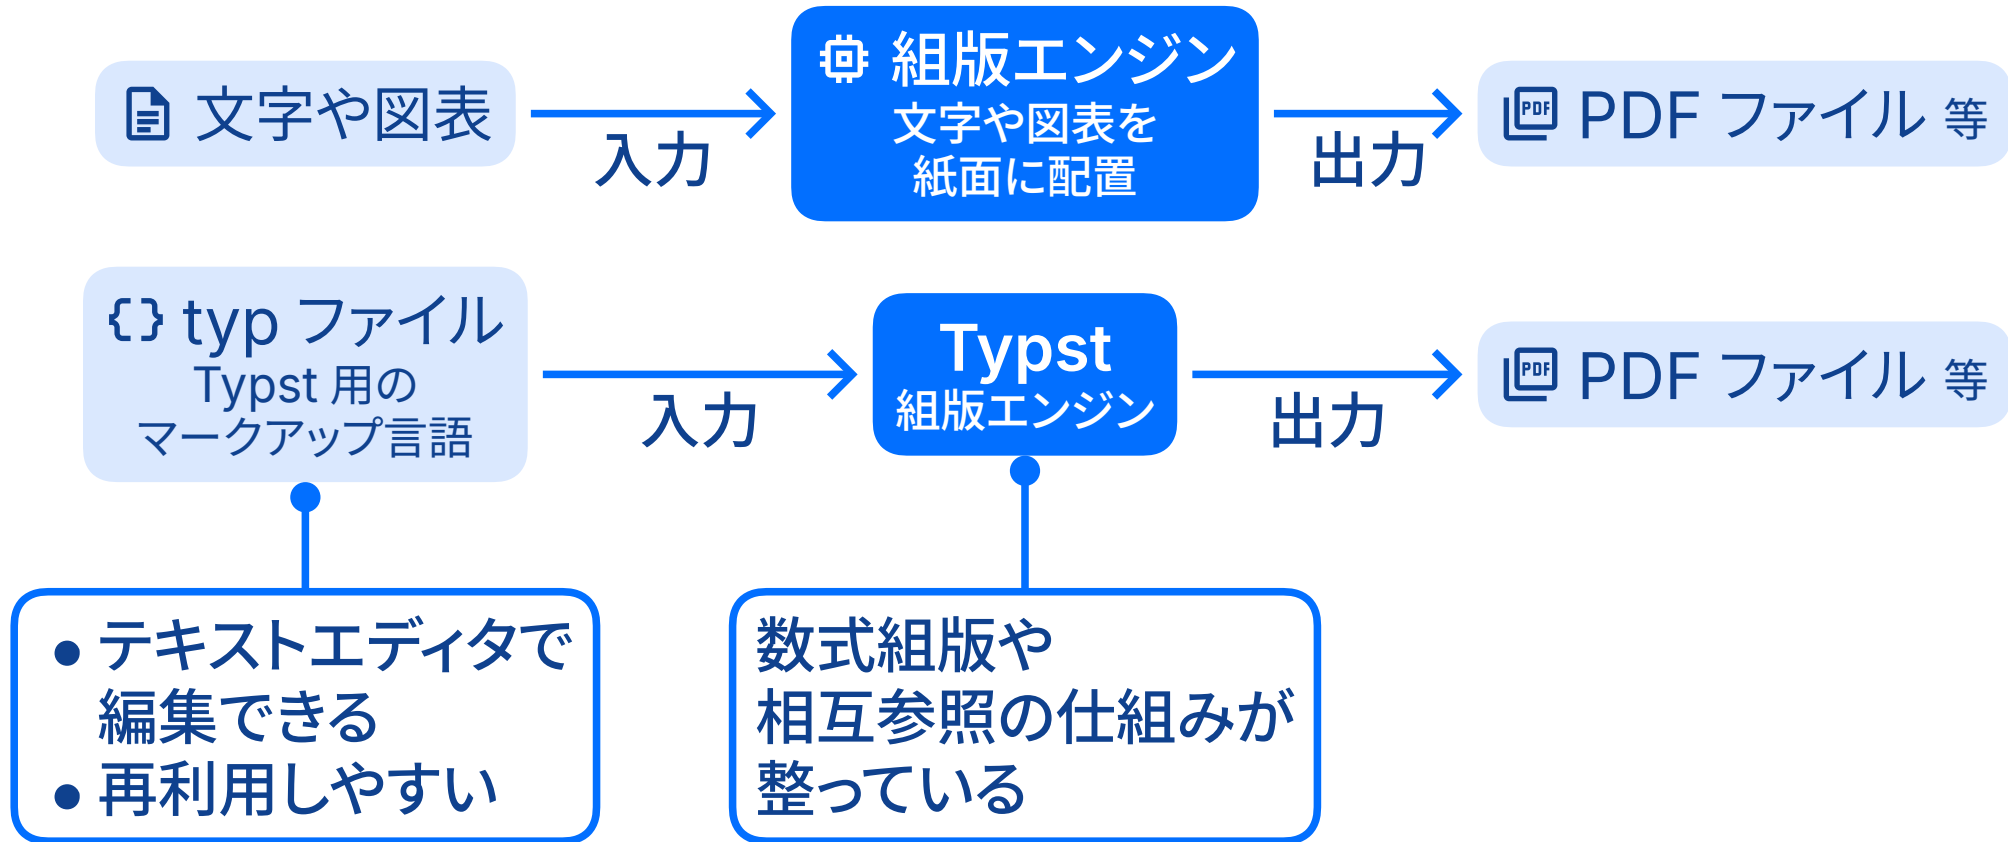 文字や図表
入力
組版エンジン
文字や図表を
紙面に配置
出力
PDF ファイル 等
typ ファイル
Typst 用の
マークアップ言語
入力
Typst
組版エンジン
出力
PDF ファイル 等
• テキストエディタで
編集できる
• 再利用しやすい
数式組版や
相互参照の仕組みが
整っている